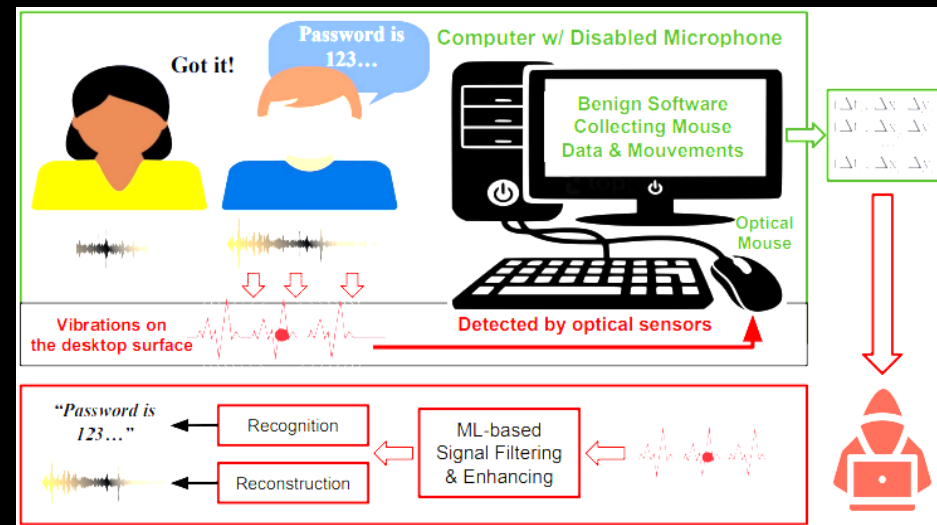 Password is
123…
Got it!
Computer w/ Disabled Microphone
Benign Software
Collecting Mouse
Data & Mouvements
Optical
Mouse
Vibrations on
the desktop surface
Detected by optical sensors
“Password is
123…”
Recognition
Reconstruction
ML-based
Signal Filtering
& Enhancing